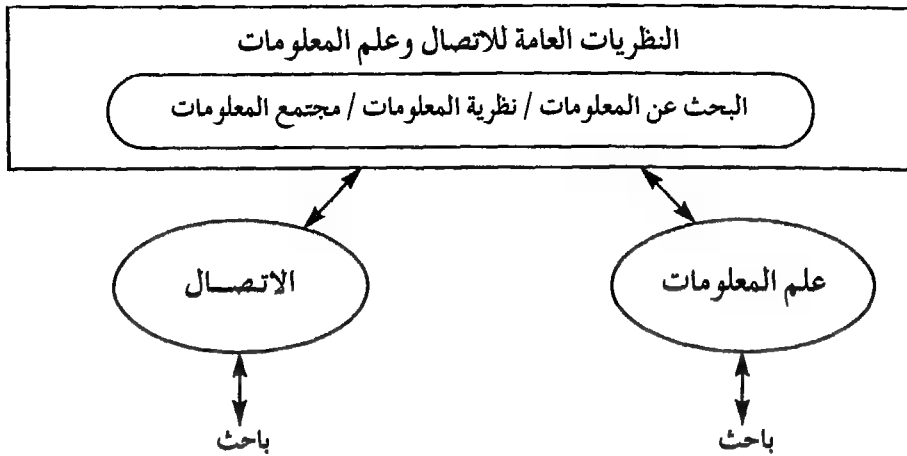 النظريات العامة للاتصال وعلم المعلومات
البحث عن المعلومات / نظرية المعلومات / مجتمع المعلومات
علم المعلومات
الاتصال
باحث
باحث